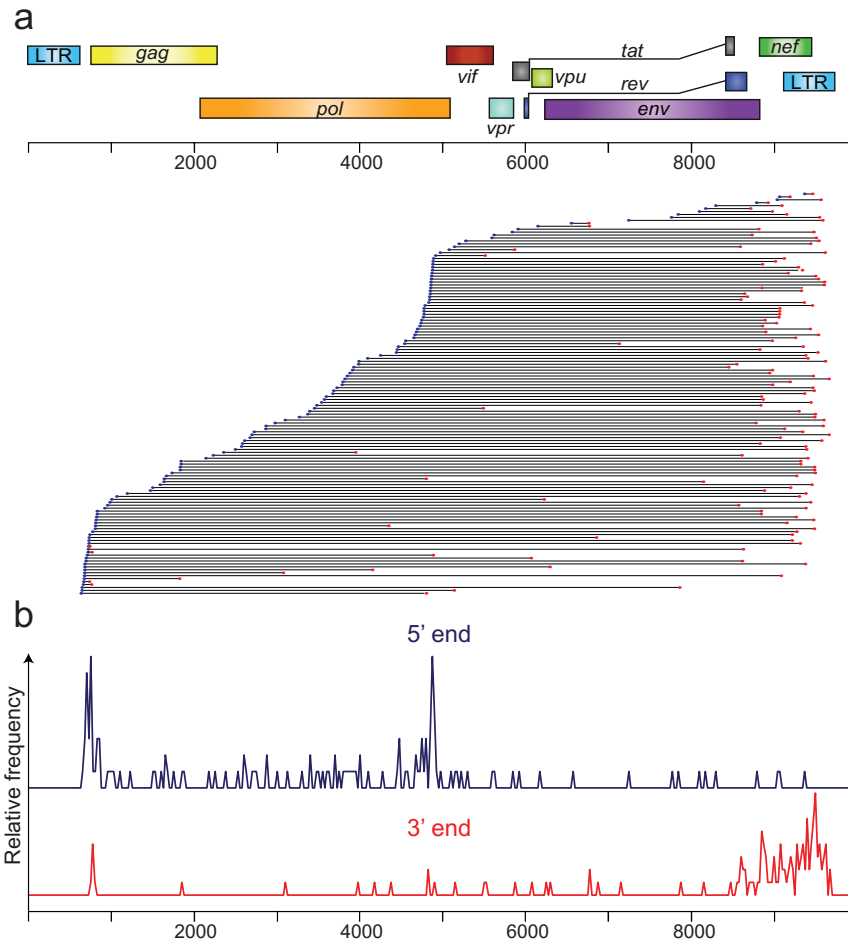 a
LTR gag vif tat nef
vpu
rev LTR
pol vpr env
2000 4000 6000 8000
b
5’ end
Relative frequency
3’ end
2000 4000 6000 8000